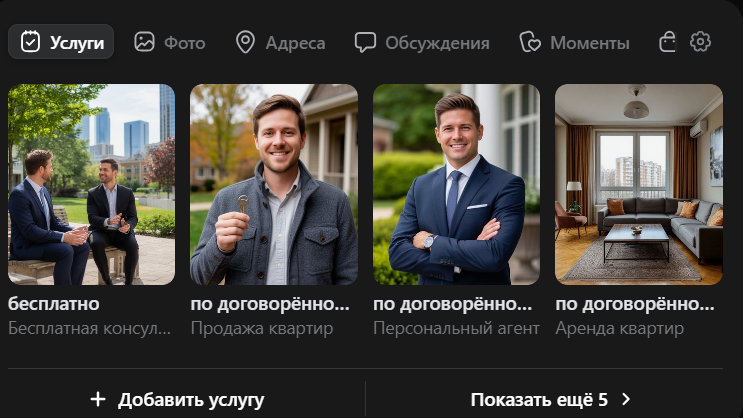 Услуги Фото Адреса Обсуждения Моменты
бесплатно по договорённо... по договорённо... по договорённо...
Бесплатная консул... Продажа квартир Персональный агент Аренда квартир
Добавить услугу Показать ещё 5